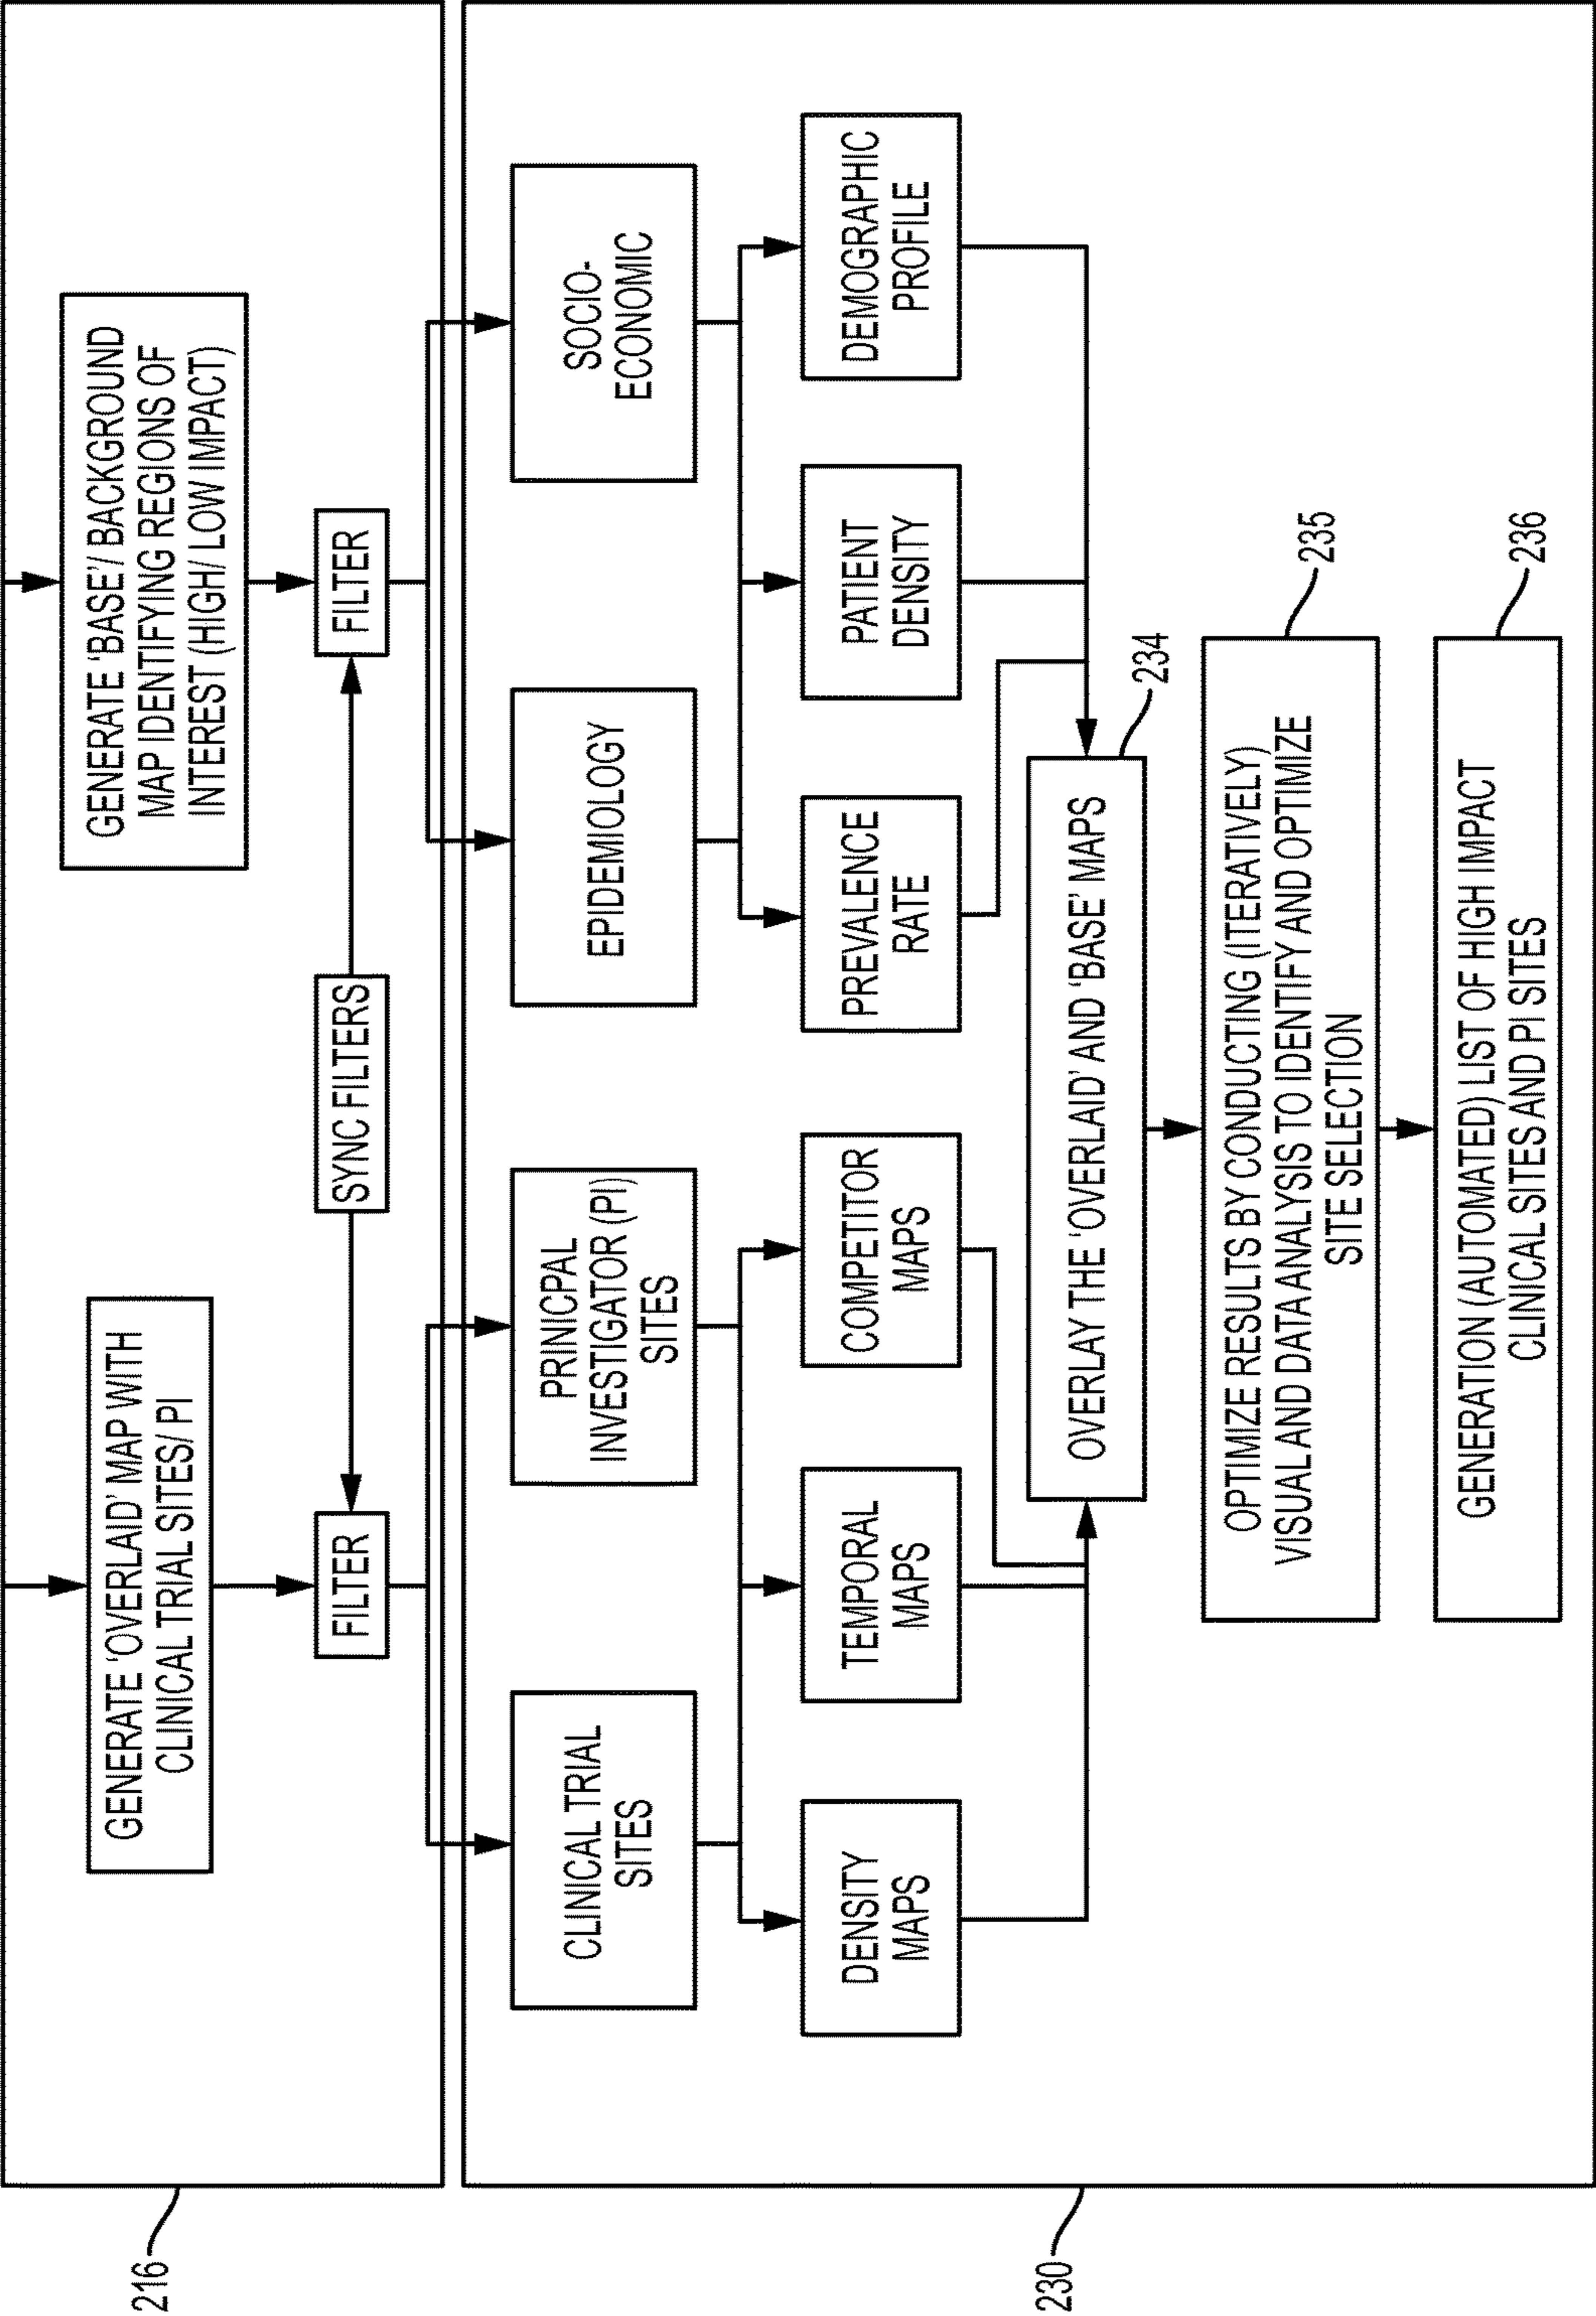 216
GENERATE 'OVERLAID' MAP WITH
CLINICAL TRIAL SITES/ PI
GENERATE 'BASE'/ BACKGROUND
MAP IDENTIFYING REGIONS OF
INTEREST (HIGH/ LOW IMPACT)
FILTER
SYNC FILTERS
FILTER
230
CLINICAL TRIAL
SITES
PRINICPAL
INVESTIGATOR (PI)
SITES
EPIDEMIOLOGY
SOCIO-
ECONOMIC
DENSITY
MAPS
TEMPORAL
MAPS
COMPETITOR
MAPS
PREVALENCE
RATE
PATIENT
DENSITY
DEMOGRAPHIC
PROFILE
OVERLAY THE 'OVERLAID' AND 'BASE' MAPS
234
OPTIMIZE RESULTS BY CONDUCTING (ITERATIVELY)
VISUAL AND DATA ANALYSIS TO IDENTIFY AND OPTIMIZE
SITE SELECTION
235
GENERATION (AUTOMATED) LIST OF HIGH IMPACT
CLINICAL SITES AND PI SITES
236